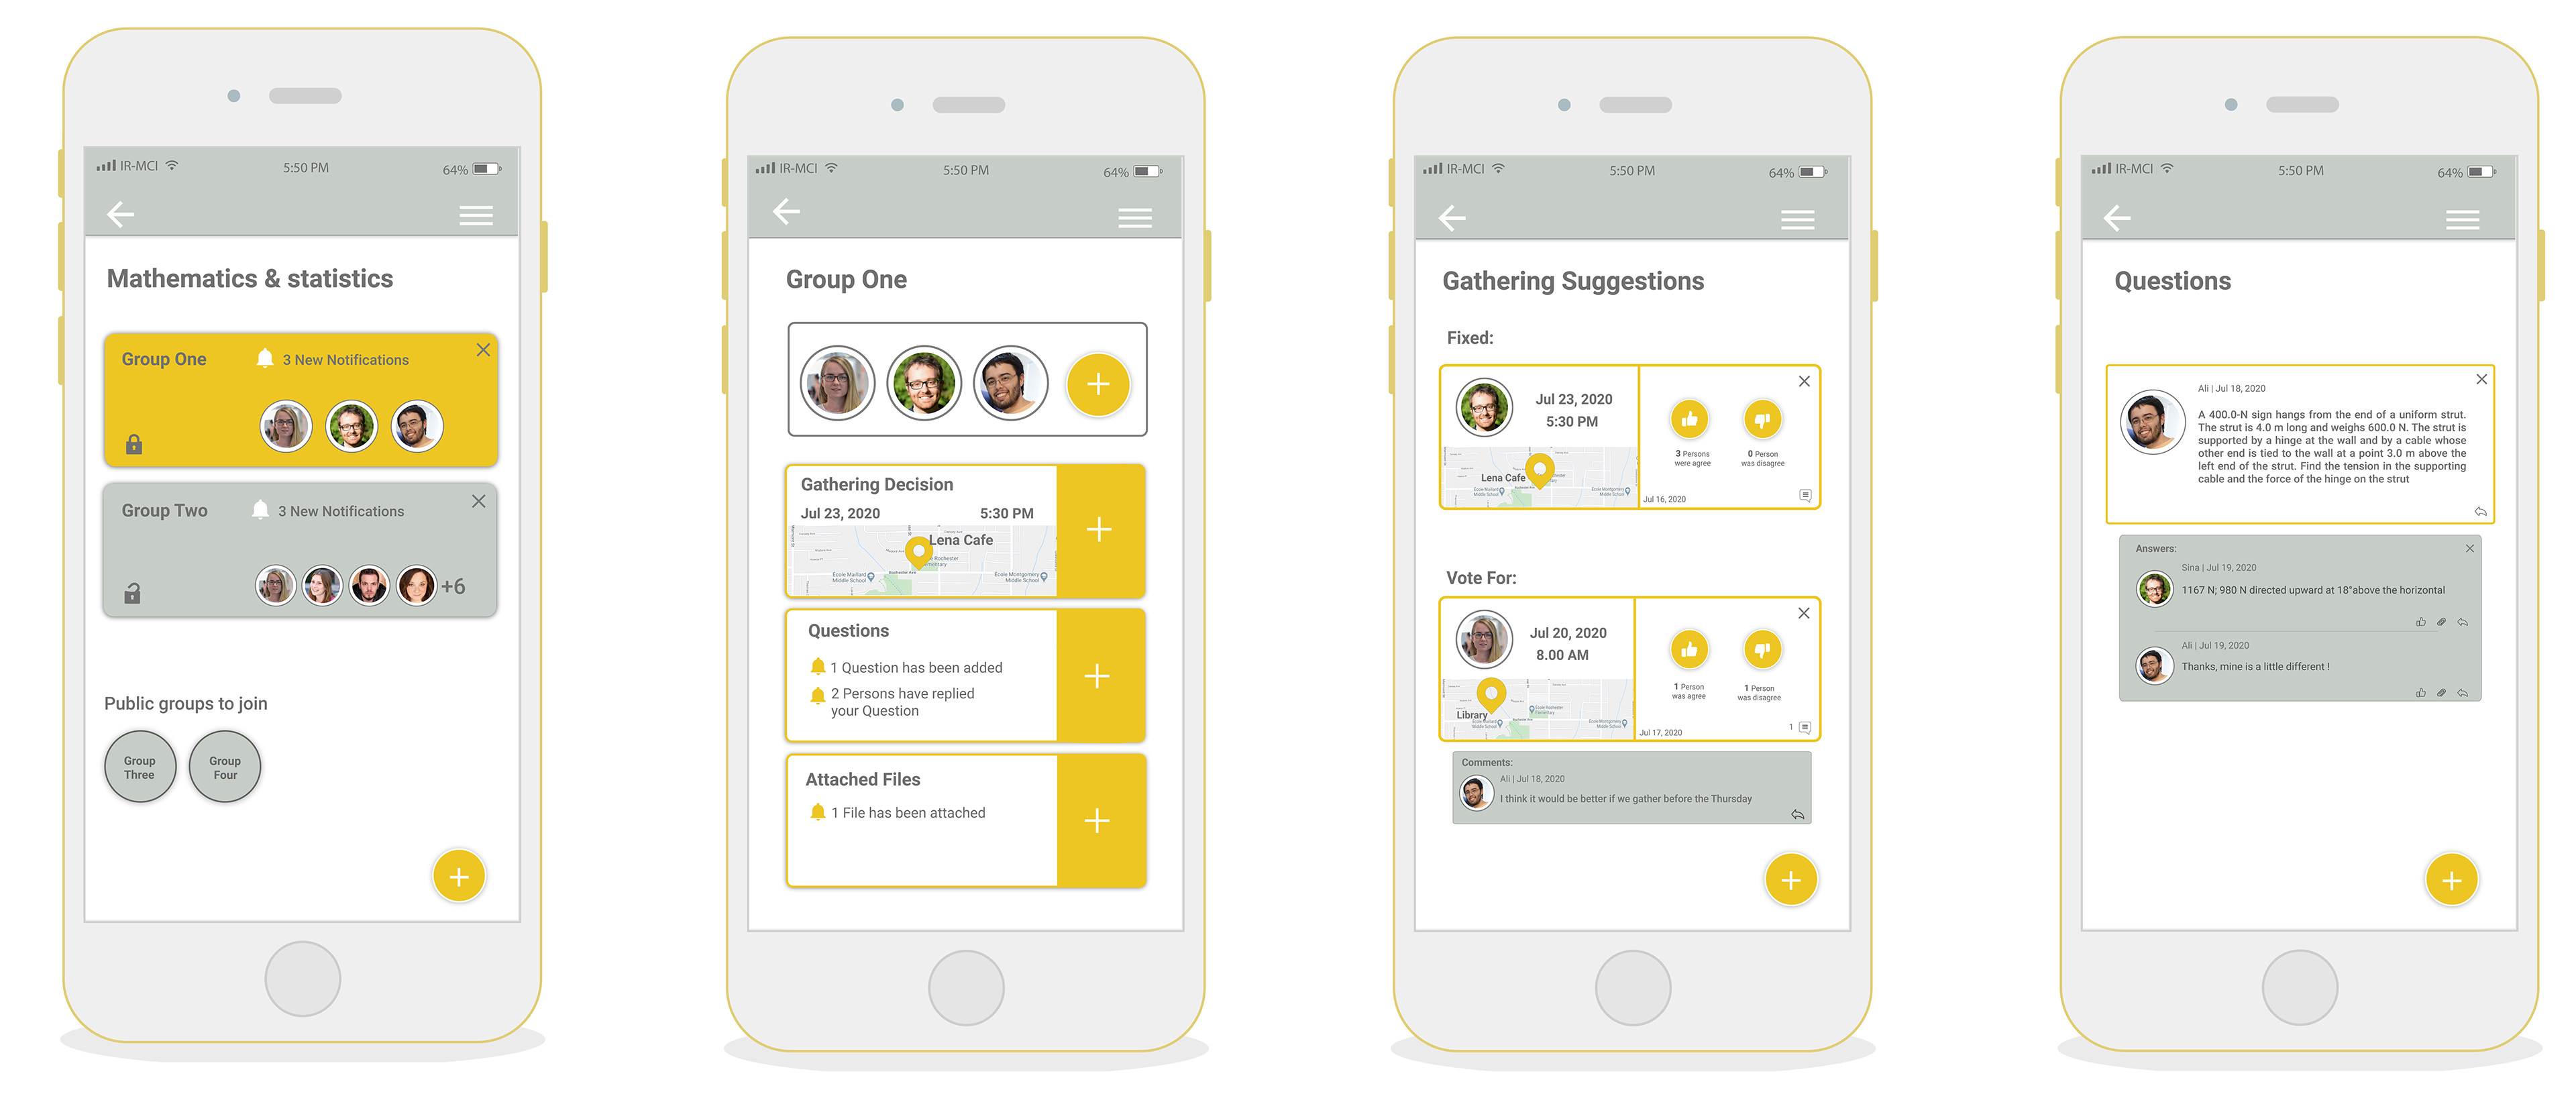 IR-MCI
5:50 PM
64%
Mathematics & statistics
Group One
3 New Notifications
Group Two
3 New Notifications
+6
Public groups to join
Group
Three
Group
Four
IR-MCI
5:50 PM
64%
Group One
Gathering Decision
Jul 23, 2020
5:30 PM
Lena Cafe
École Maillard
Middle School
École Montgomery
Middle School
Questions
1 Question has been added
2 Persons have replied
your Question
Attached Files
1 File has been attached
IR-MCI
5:50 PM
64%
Gathering Suggestions
Fixed:
Jul 23, 2020
5:30 PM
Lena Cafe
3 Persons
were agree
0 Person
was disagree
Jul 16, 2020
Vote For:
Jul 20, 2020
8.00 AM
Library
1 Person
was agree
1 Person
was disagree
Jul 17, 2020
1
Comments:
Ali | Jul 18, 2020
I think it would be better if we gather before the Thursday
IR-MCI
5:50 PM
64%
Questions
Ali | Jul 18, 2020
A 400.0-N sign hangs from the end of a uniform strut.
The strut is 4.0 m long and weighs 600.0 N. The strut is
supported by a hinge at the wall and by a cable whose
other end is tied to the wall at a point 3.0 m above the
left end of the strut. Find the tension in the supporting
cable and the force of the hinge on the strut
Answers:
Sina | Jul 19, 2020
1167 N; 980 N directed upward at 18°above the horizontal
Ali | Jul 19, 2020
Thanks, mine is a little different !